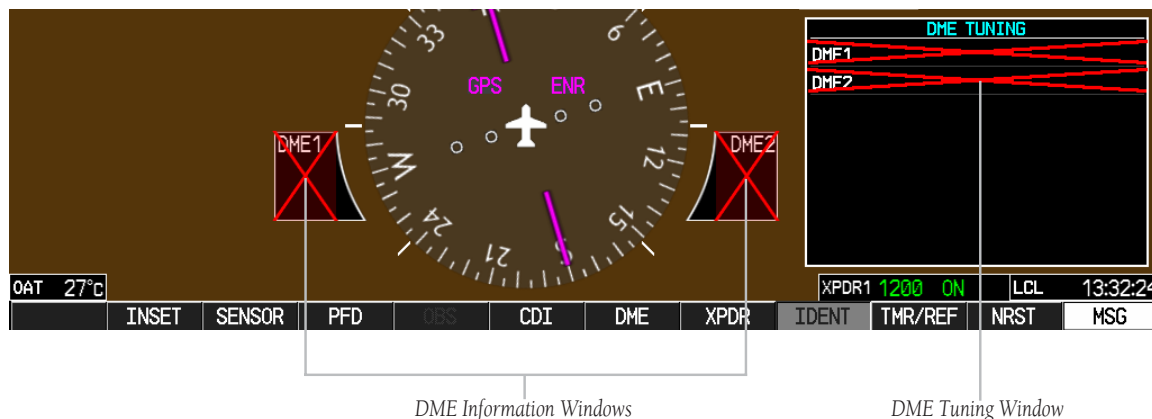 DME TUNING
DME1
DME2
33
6
GPS ENR
30
E
DME1
DME2
W
12
24
15
21
S
OAT 27°C
XPDR1 1200 ON
LCL 13:32:24
INSET SENSOR PFD OBS CDI DME XPDR IDENT TMR/REF NRST MSG
DME Information Windows
DME Tuning Window